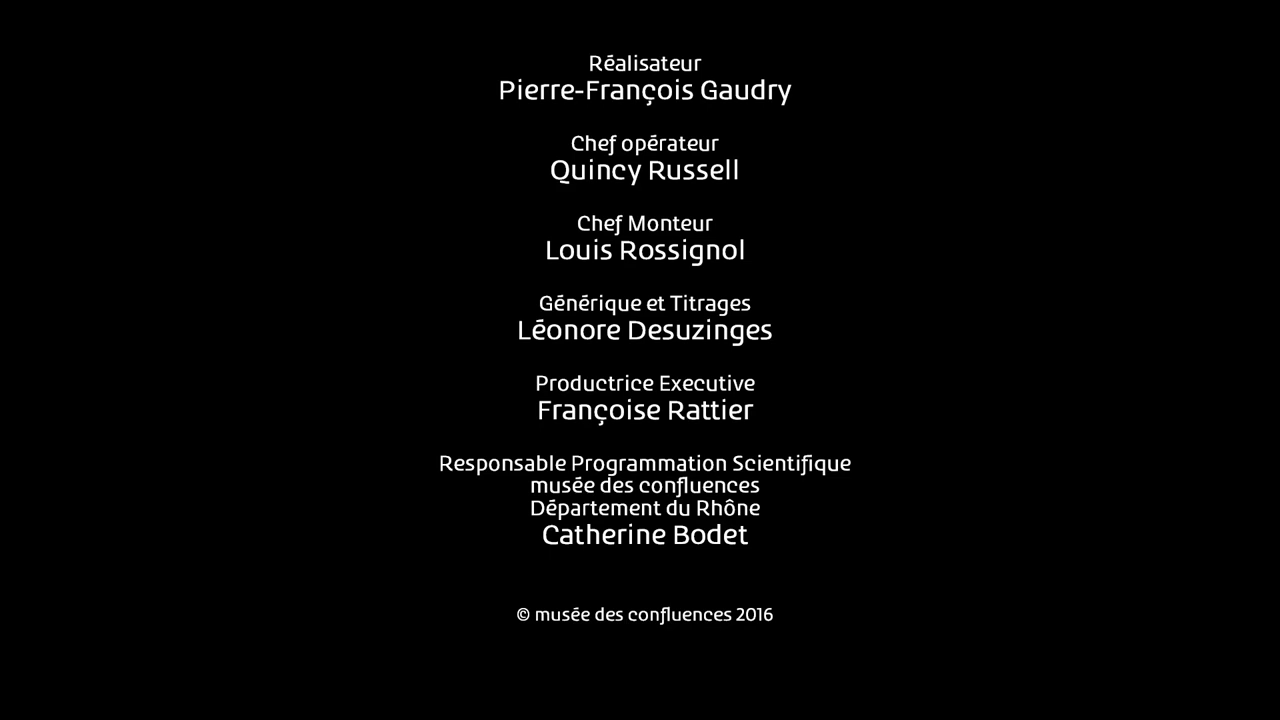 Réalisateur
Pierre-François Gaudry
Chef opérateur
Quincy Russell
Chef Monteur
Louis Rossignol
Générique et Titrages
Léonore Desuzinges
Productrice Executive
Françoise Rattier
Responsable Programmation Scientifique
musée des confluences
Département du Rhône
Catherine Bodet
© musée des confluences 2016